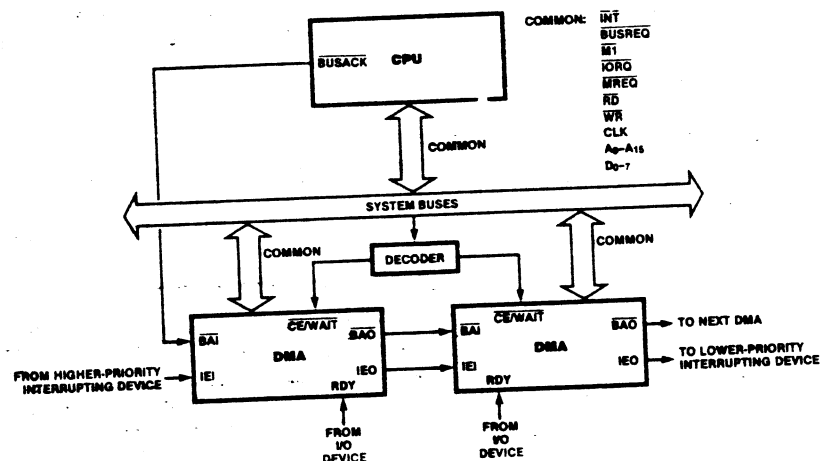 COMMON: INT
BUSREQ
M1
IORQ
MREQ
RD
WR
CLK
A0-A15
D0-7
BUSACK CPU
COMMON
SYSTEM BUSES
COMMON
DECODER
COMMON
CE/WAIT
BAI
BAO
DMA
IEI
IEO
RDY
CE/WAIT
BAI
BAO
DMA
IEI
IEO
RDY
TO NEXT DMA
TO LOWER-PRIORITY
INTERRUPTING DEVICE
FROM HIGHER-PRIORITY
INTERRUPTING DEVICE
FROM
I/O
DEVICE
FROM
I/O
DEVICE